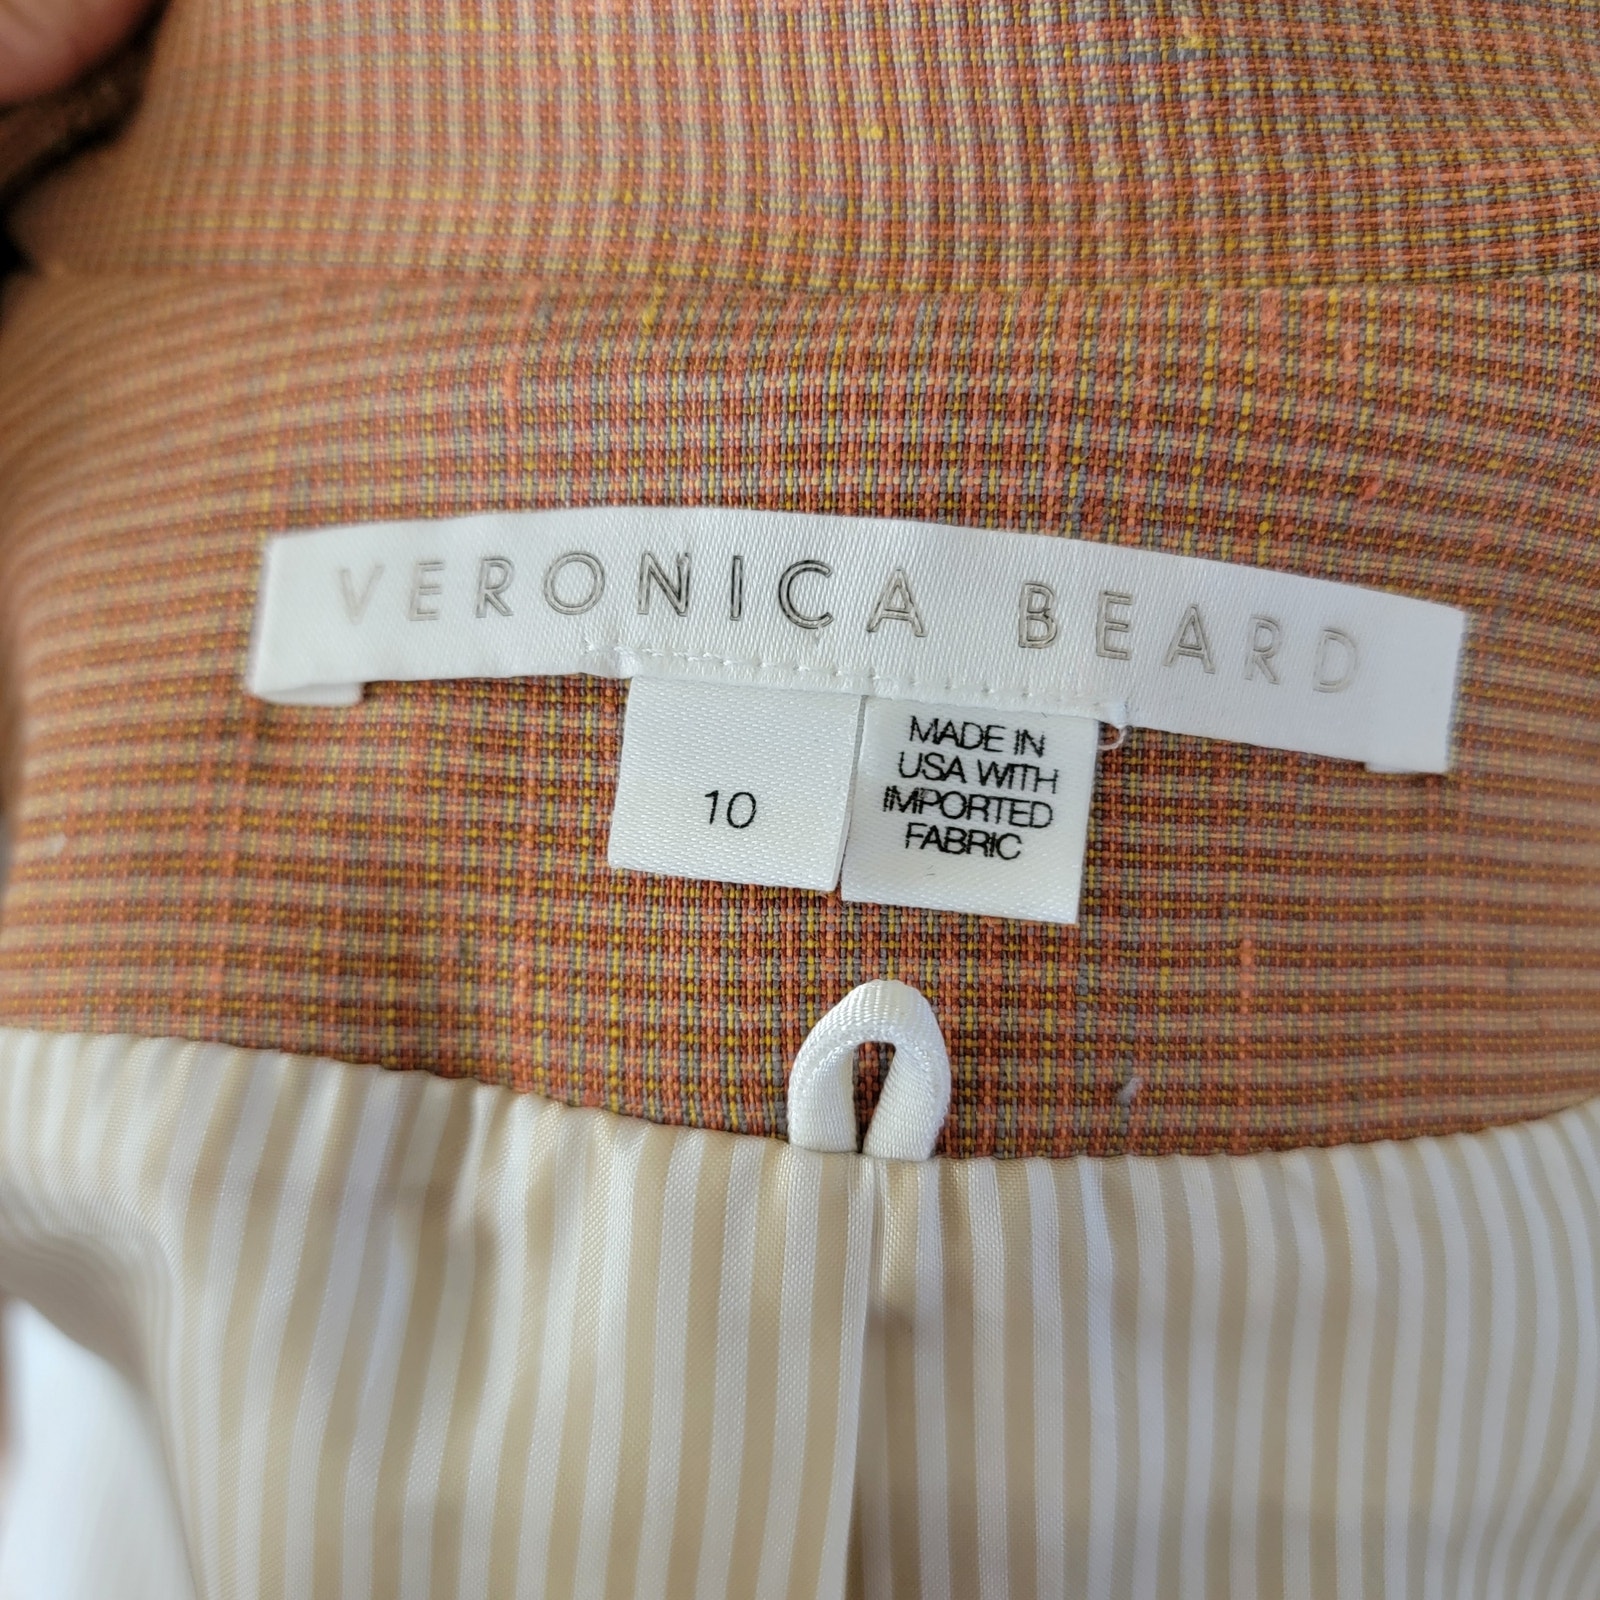 VERONICA BEARD
10
MADE IN
USA WITH
IMPORTED
FABRIC